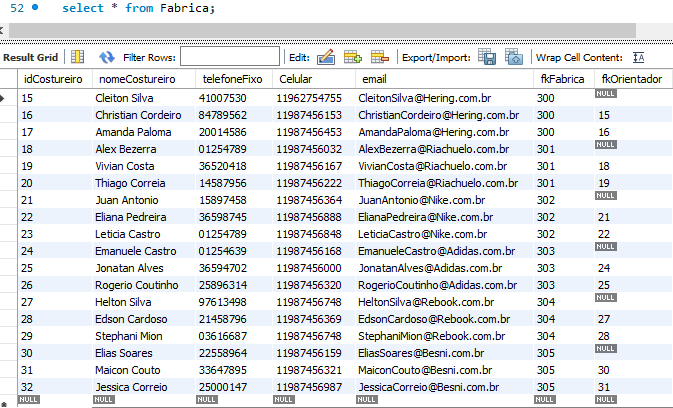 52 select * from Fabrica;
Result Grid Filter Rows: Edit: Export/Import: Wrap Cell Content: IA
idCostureiro nomeCostureiro telefoneFixo Celular email fkFabrica fkOrientador
15 Cleiton Silva 41007530 11962754755 CleitonSilva@Hering.com.br 300 NULL
16 Christian Cordeiro 84789562 11987456153 ChristianCordeiro@Hering.com.br 300 15
17 Amanda Paloma 20014586 11987456453 AmandaPaloma@Hering.com.br 300 16
18 Alex Bezerra 01254789 11987456032 AlexBezerra@Riachuelo.com.br 301 NULL
19 Vivian Costa 36520418 11987456167 VivianCosta@Riachuelo.com.br 301 18
20 Thiago Correia 14587956 11987456222 ThiagoCorreia@Riachuelo.com.br 301 19
21 Juan Antonio 15897458 11987456364 JuanAntonio@Nike.com.br 302 NULL
22 Eliana Pedreira 36598745 11987456888 ElianaPedreira@Nike.com.br 302 21
23 Leticia Castro 01254789 11987456848 LeticiaCastro@Nike.com.br 302 22
24 Emanuele Castro 01254639 11987456168 EmanueleCastro@Adidas.com.br 303 NULL
25 Jonatan Alves 36594702 11987456000 JonatanAlves@Adidas.com.br 303 24
26 Rogerio Coutinho 25896314 11987456320 RogerioCoutinho@Adidas.com.br 303 25
27 Helton Silva 97613498 11987456748 HeltonSilva@Rebook.com.br 304 NULL
28 Edson Cardoso 21458796 11987456369 EdsonCardoso@Rebook.com.br 304 27
29 Stephani Mion 03616687 11987456748 StephaniMion@Rebook.com.br 304 28
30 Elias Soares 22558964 11987456159 EliasSoares@Besni.com.br 305 NULL
31 Maicon Couto 33647895 11987456321 MaiconCouto@Besni.com.br 305 30
32 Jessica Correio 25000147 11987456987 JessicaCorreio@Besni.com.br 305 31
NULL NULL NULL NULL NULL NULL NULL